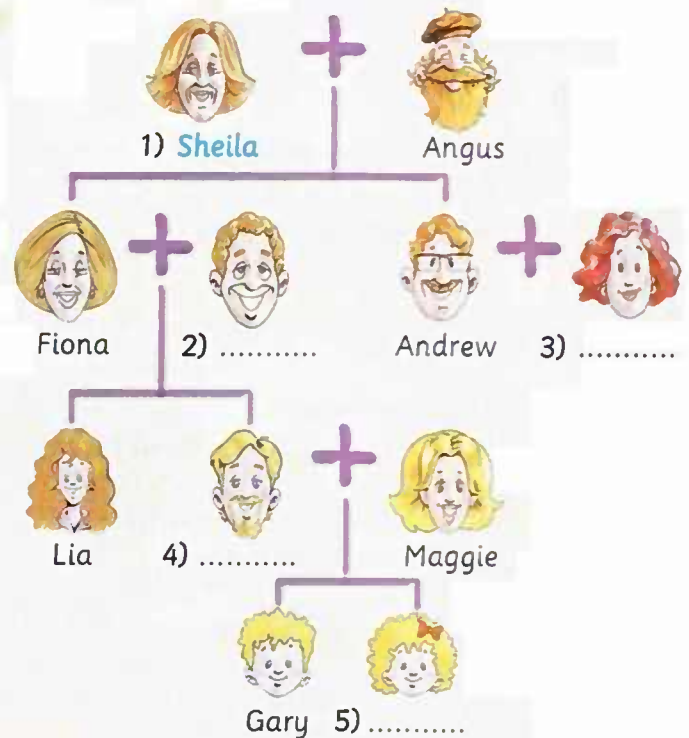 1) Sheila Angus
Fiona 2) ........... Andrew 3) ...........
Lia 4) ........... Maggie
Gary 5) ...........